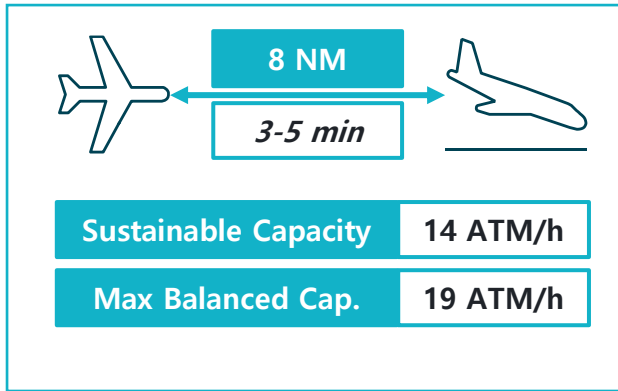 8 NM
3-5 min
Sustainable Capacity 14 ATM/h
Max Balanced Cap. 19 ATM/h